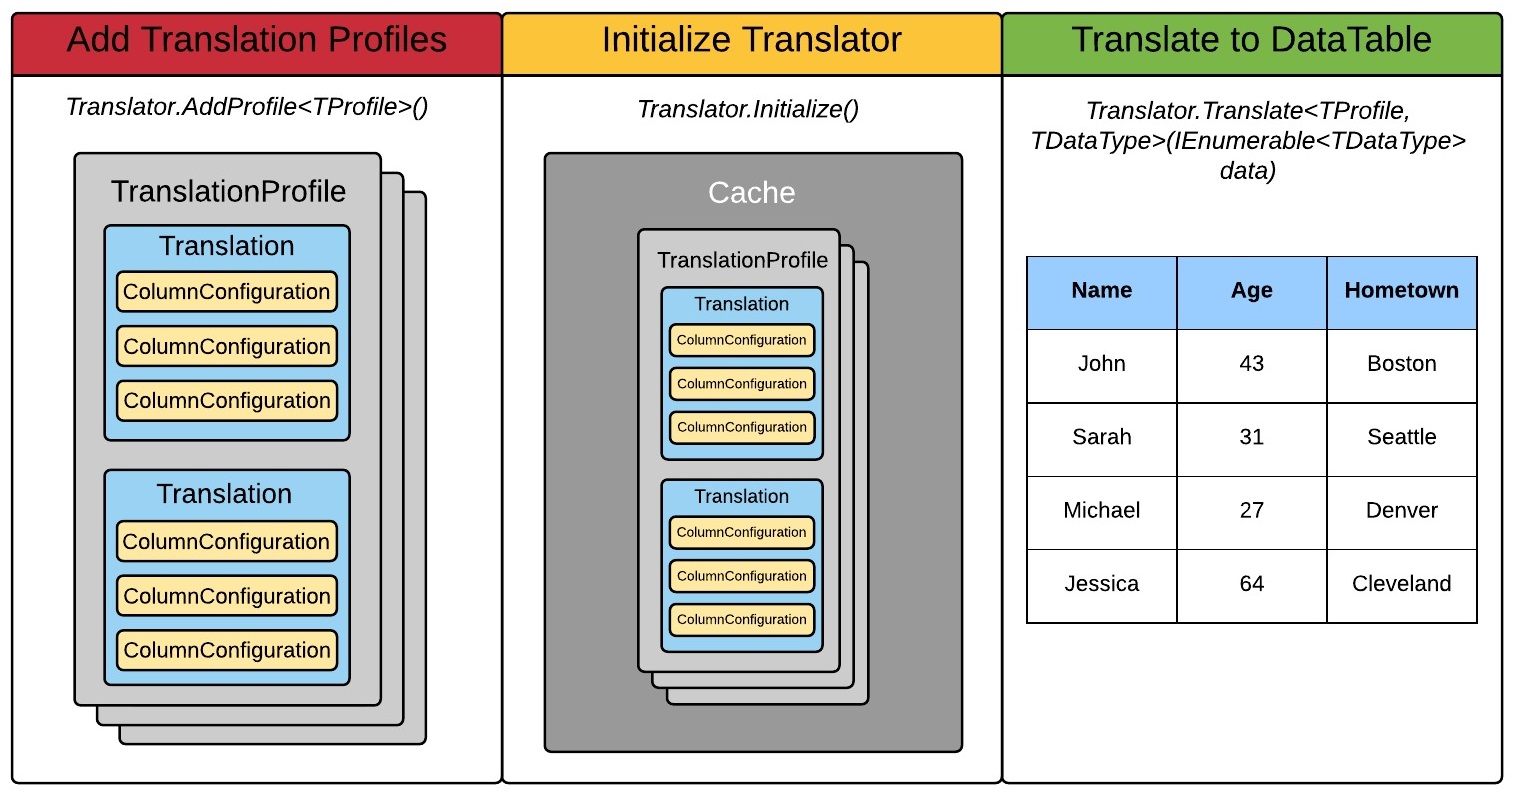 Add Translation Profiles
Translator.AddProfile<TProfile>()
TranslationProfile
Translation
ColumnConfiguration
ColumnConfiguration
ColumnConfiguration
Translation
ColumnConfiguration
ColumnConfiguration
ColumnConfiguration
Initialize Translator
Translator.Initialize()
Cache
TranslationProfile
Translation
ColumnConfiguration
ColumnConfiguration
ColumnConfiguration
Translation
ColumnConfiguration
ColumnConfiguration
ColumnConfiguration
Translate to DataTable
Translator.Translate<TProfile,
TDataType>(IEnumerable<TDataType>
data)
Name Age Hometown
John 43 Boston
Sarah 31 Seattle
Michael 27 Denver
Jessica 64 Cleveland